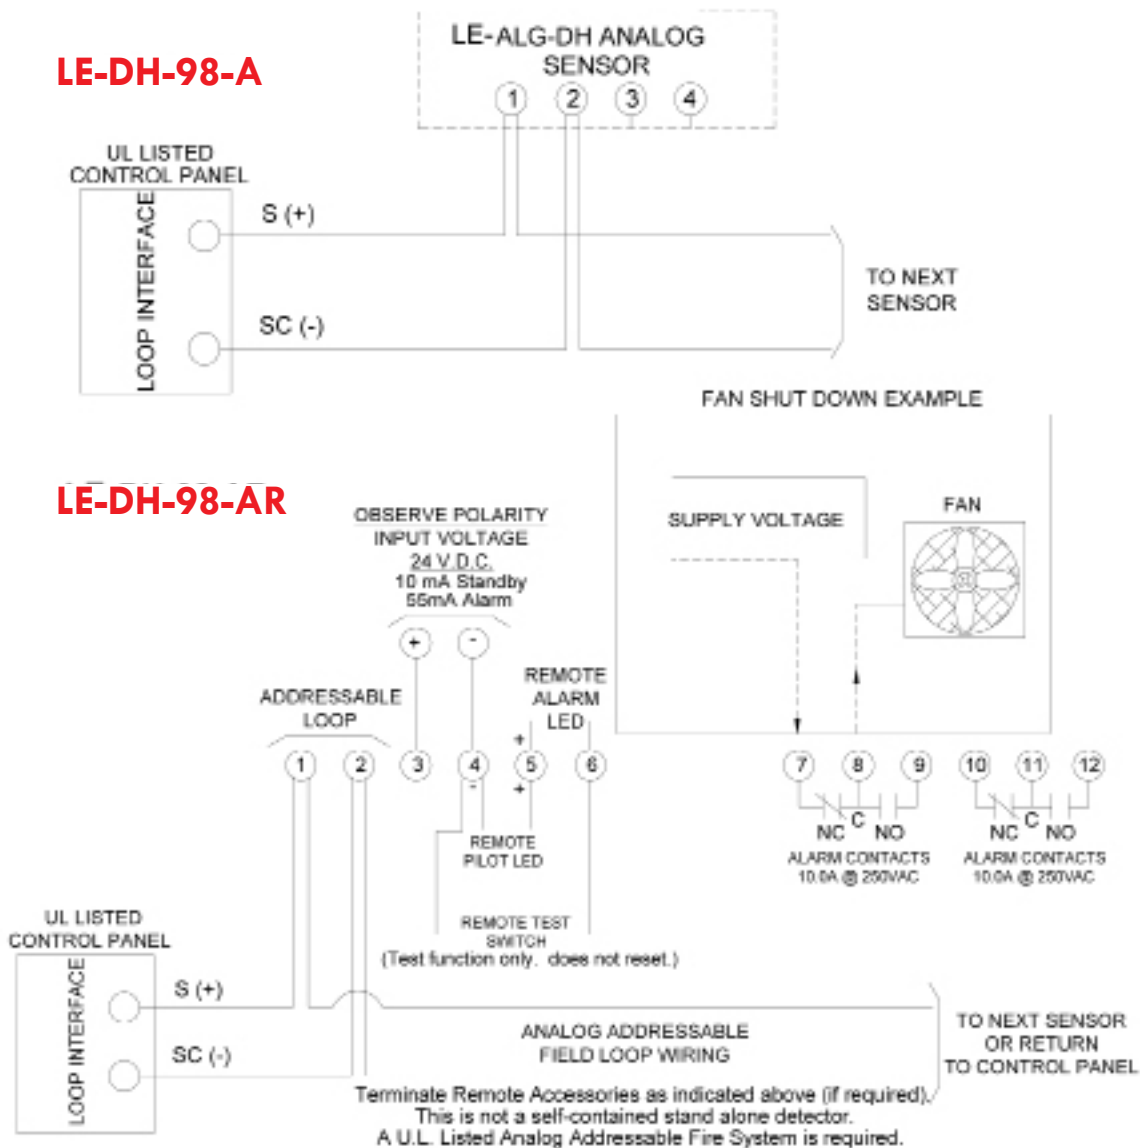 LE-DH-98-A
LE-ALG-DH ANALOG
SENSOR
1 2 3 4
UL LISTED
CONTROL PANEL
LOOP INTERFACE
S (+)
SC (-)
TO NEXT
SENSOR
FAN SHUT DOWN EXAMPLE
SUPPLY VOLTAGE
FAN
LE-DH-98-AR
OBSERVE POLARITY
INPUT VOLTAGE
24 V.D.C.
10 mA Standby
55mA Alarm
+ -
ADDRESSABLE
LOOP
REMOTE
ALARM
LED
+
1 2 3 4 5 6
- +
REMOTE
PILOT LED
REMOTE TEST
SWITCH
(Test function only. does not reset.)
7 8 9
NC C NO
ALARM CONTACTS
10.0A @ 250VAC
10 11 12
NC C NO
ALARM CONTACTS
10.0A @ 250VAC
UL LISTED
CONTROL PANEL
LOOP INTERFACE
S (+)
SC (-)
ANALOG ADDRESSABLE
FIELD LOOP WIRING
TO NEXT SENSOR
OR RETURN
TO CONTROL PANEL
Terminate Remote Accessories as indicated above (if required).
This is not a self-contained stand alone detector.
A U.L. Listed Analog Addressable Fire System is required.